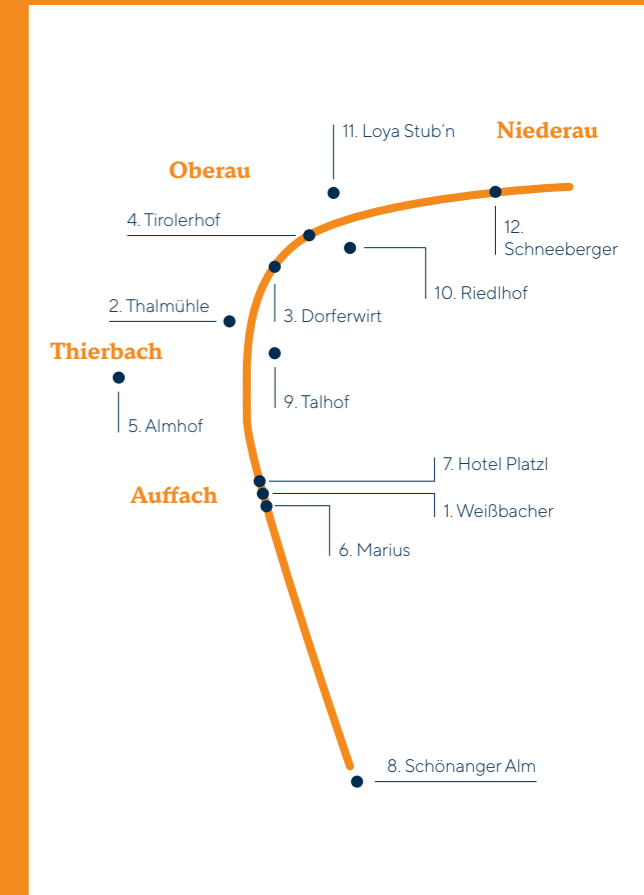 11. Loya Stub´n
Niederau
Oberau
4. Tirolerhof
12.
Schneeberger
10. Riedlhof
2. Thalmühle
3. Dorferwirt
Thierbach
9. Talhof
5. Almhof
7. Hotel Platzl
Auffach
1. Weißbacher
6. Marius
8. Schönanger Alm